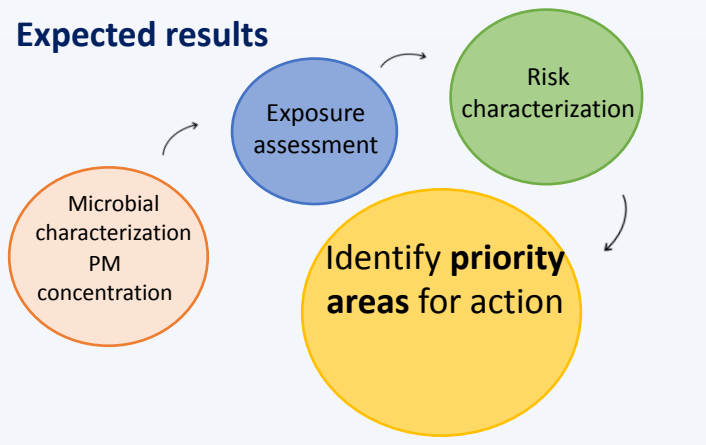 Expected results
Microbial
characterization
PM
concentration
Exposure
assessment
Risk
characterization
Identify priority
areas for action